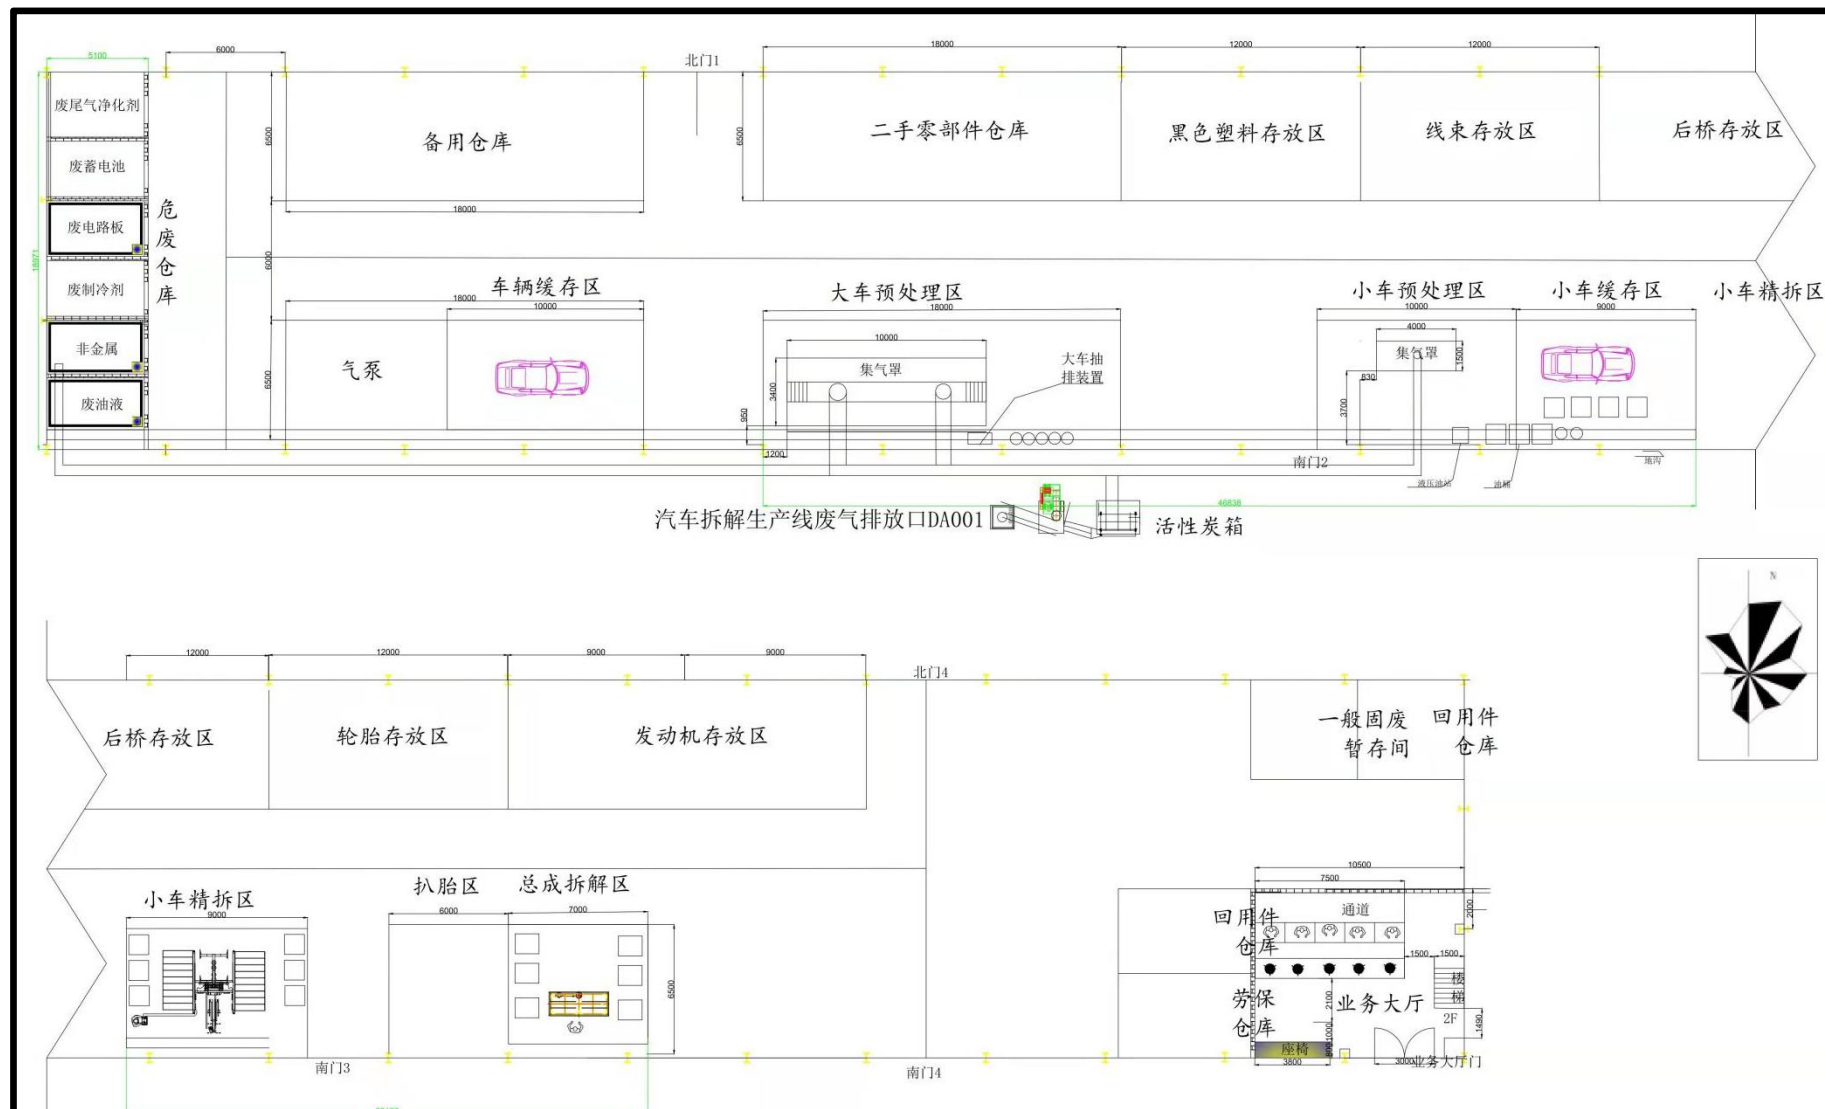 5100
6000
北门1
18000
12000
12000
废尾气净化剂
废蓄电池
废电路板
废制冷剂
非金属
废油液
18971
危废仓库
6500
备用仓库
18000
6500
二手零部件仓库
黑色塑料存放区
线束存放区
后桥存放区
6000
车辆缓存区
18000
10000
大车预处理区
18000
小车预处理区
10000
小车缓存区
9000
小车精拆区
6500
气泵
10000
集气罩
3400
950
1200
大车抽
排装置
4000
集气罩
1500
830
3700
南门2
液压油站
油桶
地沟
46838
汽车拆解生产线废气排放口DA001
活性炭箱
N
12000
12000
9000
9000
北门4
后桥存放区
轮胎存放区
发动机存放区
一般固废
暂存间
回用件
仓库
小车精拆区
9000
扒胎区
6000
总成拆解区
7000
6500
10500
7500
通道
2000
回用件
仓库
1500
1500
楼梯
2F
1490
劳保
仓库
2100
1000
800
业务大厅
座椅
3800
3000
业务大厅门
南门3
南门4